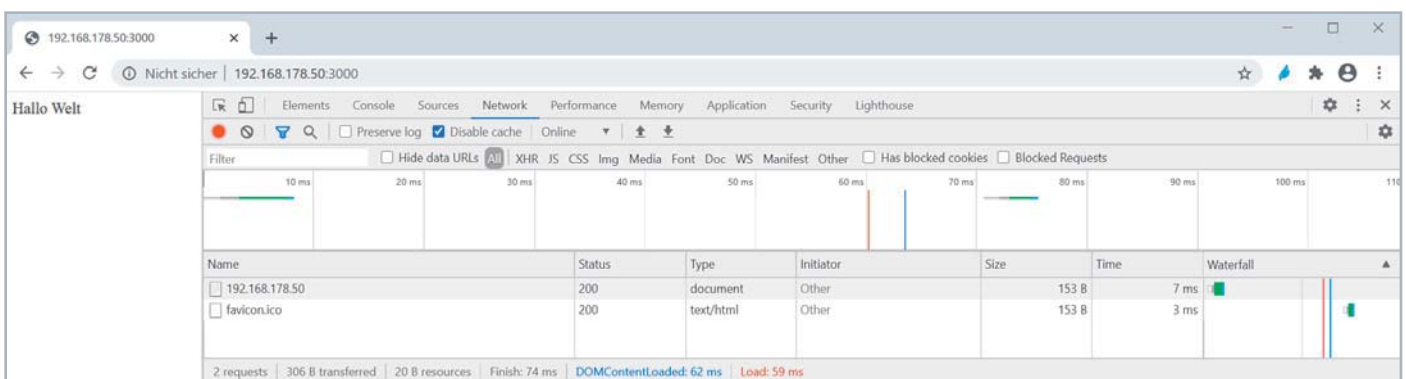 192.168.178.50:3000
Nicht sicher | 192.168.178.50:3000
Hallo Welt
Elements Console Sources Network Performance Memory Application Security Lighthouse
Preserve log Disable cache Online
Filter Hide data URLs All XHR JS CSS Img Media Font Doc WS Manifest Other Has blocked cookies Blocked Requests
10 ms 20 ms 30 ms 40 ms 50 ms 60 ms 70 ms 80 ms 90 ms 100 ms 110
Name Status Type Initiator Size Time Waterfall
192.168.178.50 200 document Other 153 B 7 ms
favicon.ico 200 text/html Other 153 B 3 ms
2 requests 306 B transferred 20 B resources Finish: 74 ms DOMContentLoaded: 62 ms Load: 59 ms